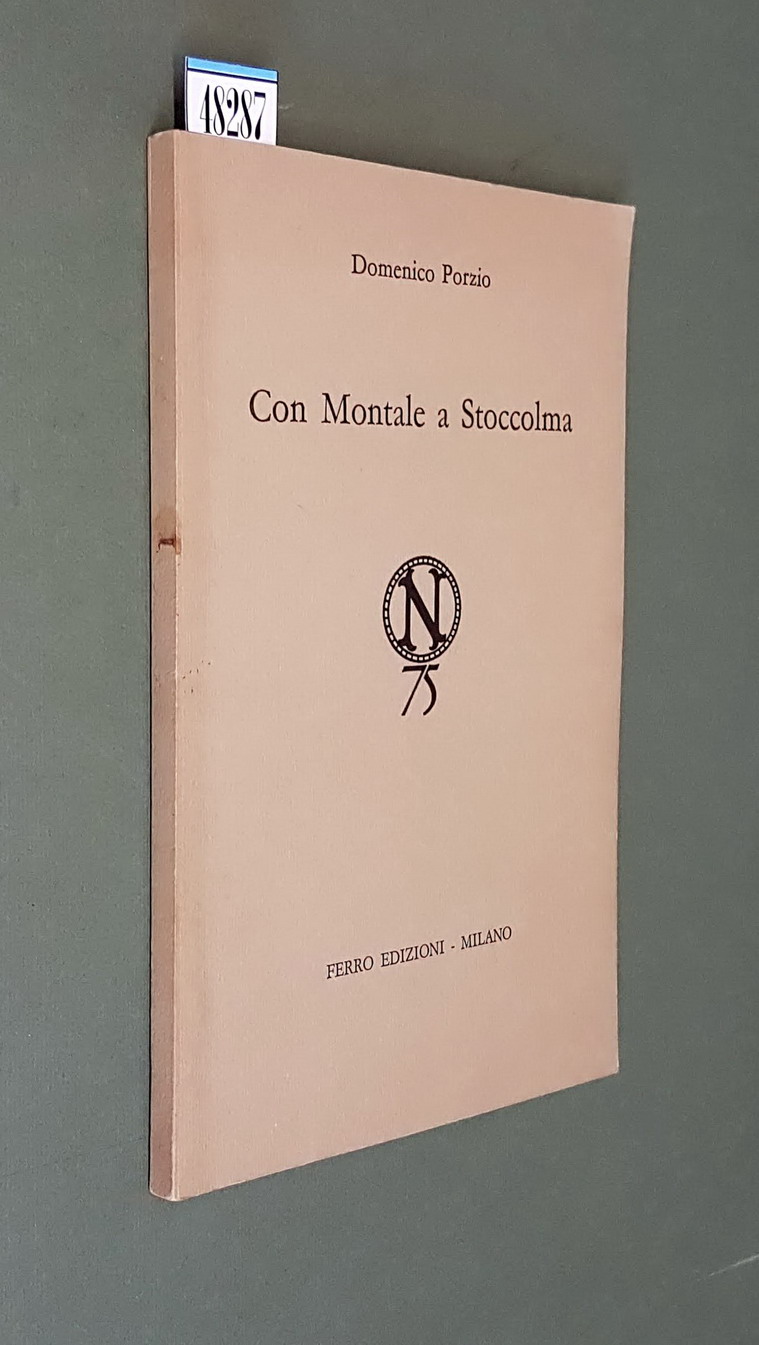 48287
Domenico Porzio
Con Montale a Stoccolma
N
75
FERRO EDIZIONI - MILANO